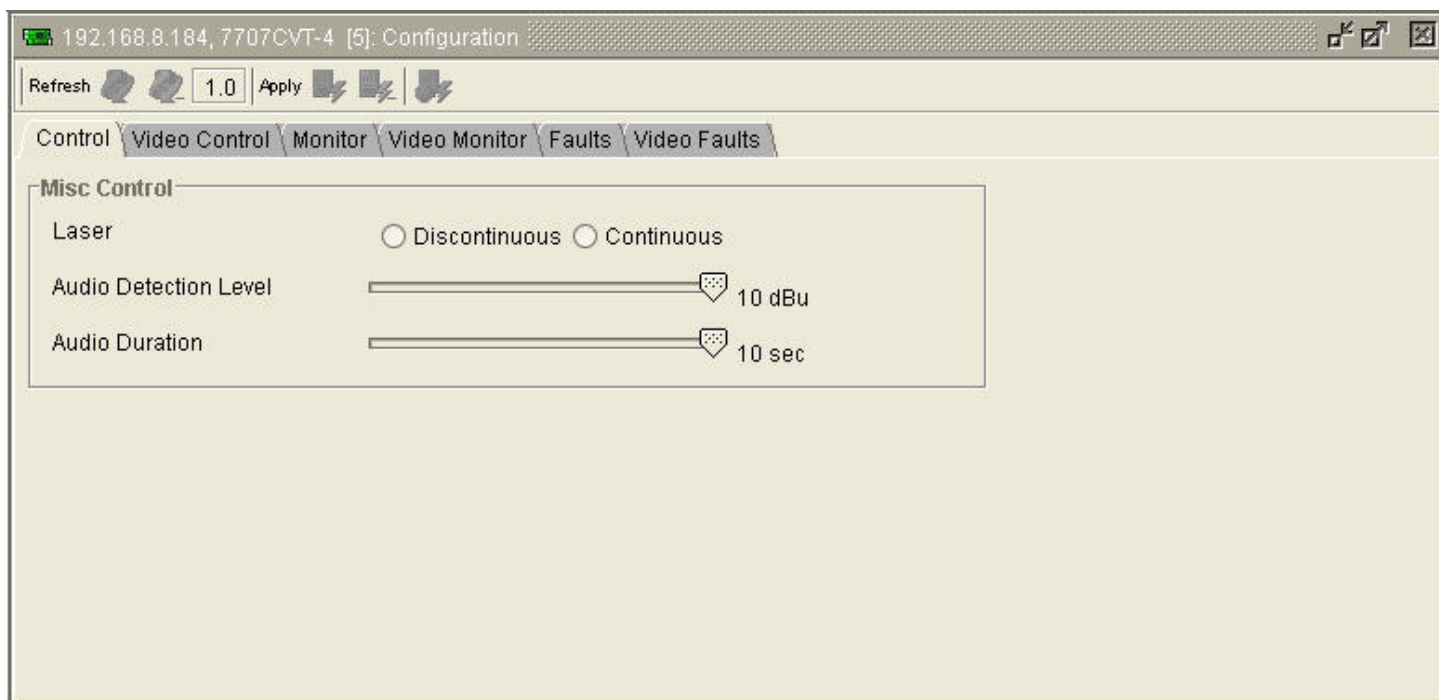 192.168.8.184, 7707CVT-4 [5]: Configuration
Refresh 1.0 Apply
Control Video Control Monitor Video Monitor Faults Video Faults
Misc Control
Laser Discontinuous Continuous
Audio Detection Level 10 dBu
Audio Duration 10 sec